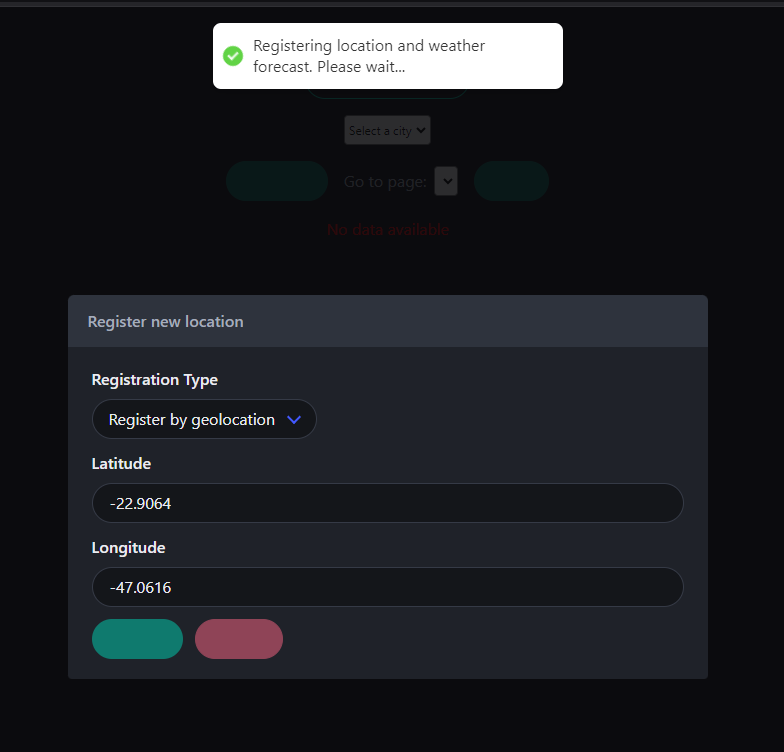 Registering location and weather
forecast. Please wait...
Select a city
Go to page:
No data available
Register new location
Registration Type
Register by geolocation
Latitude
-22.9064
Longitude
-47.0616